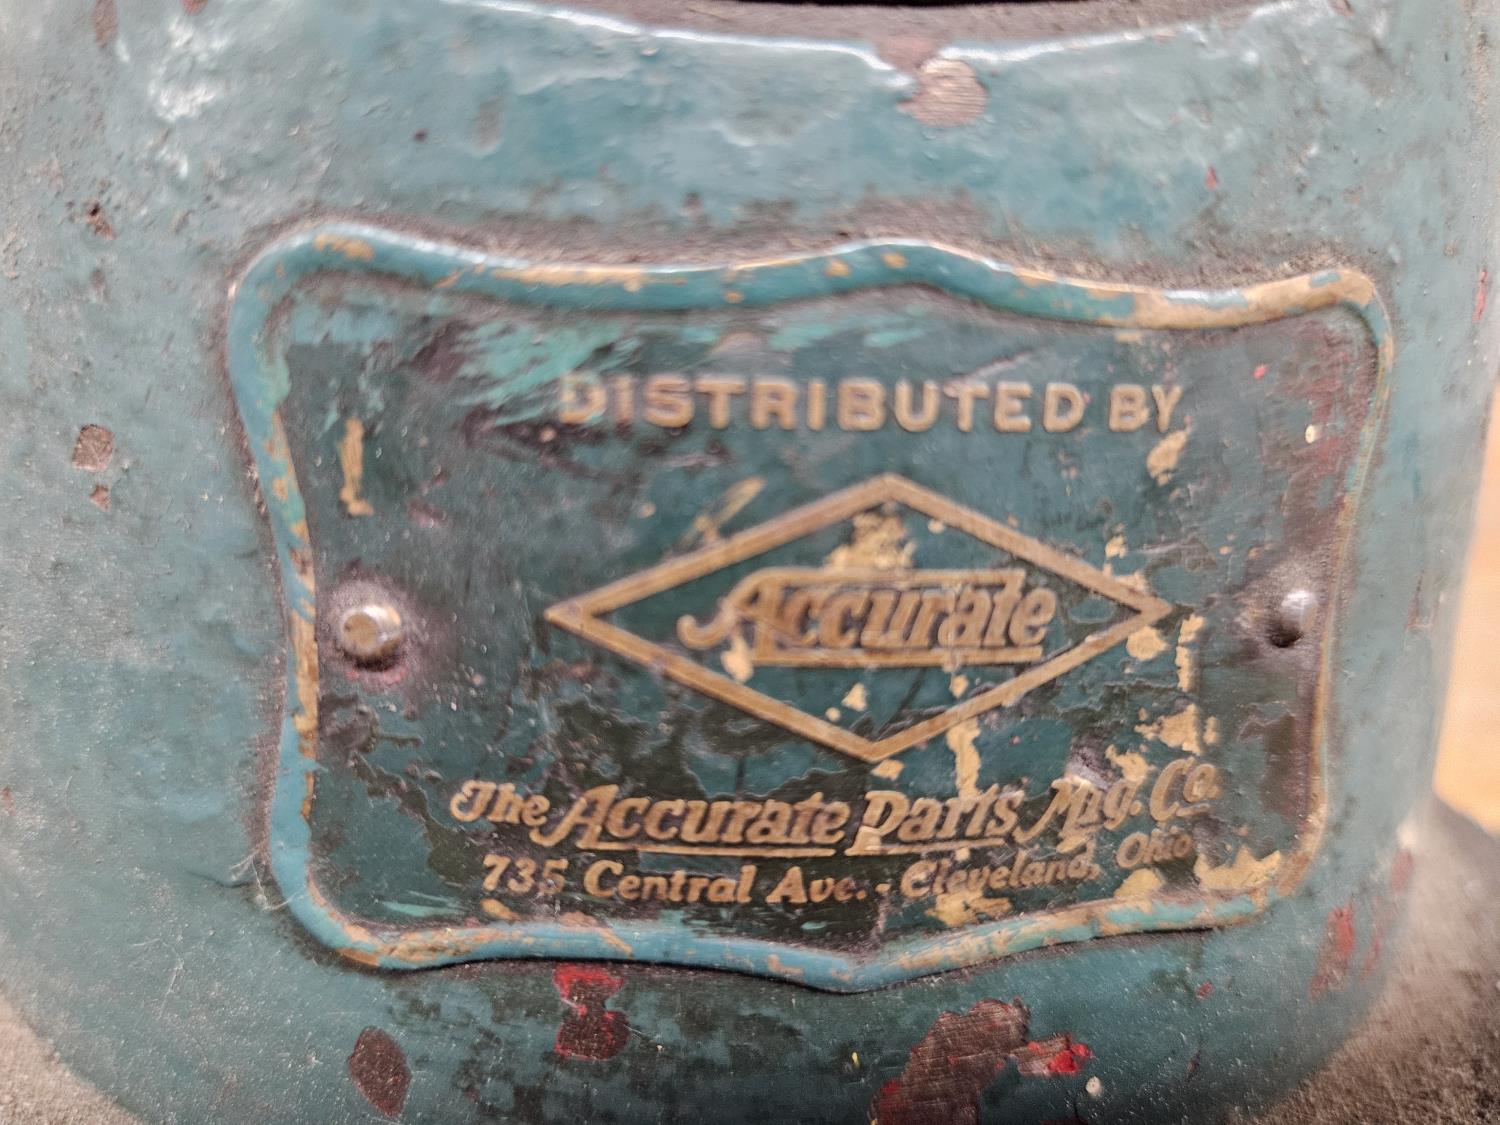 DISTRIBUTED BY
Accurate
The Accurate Parts Mfg. Co.
735 Central Ave. - Cleveland, Ohio